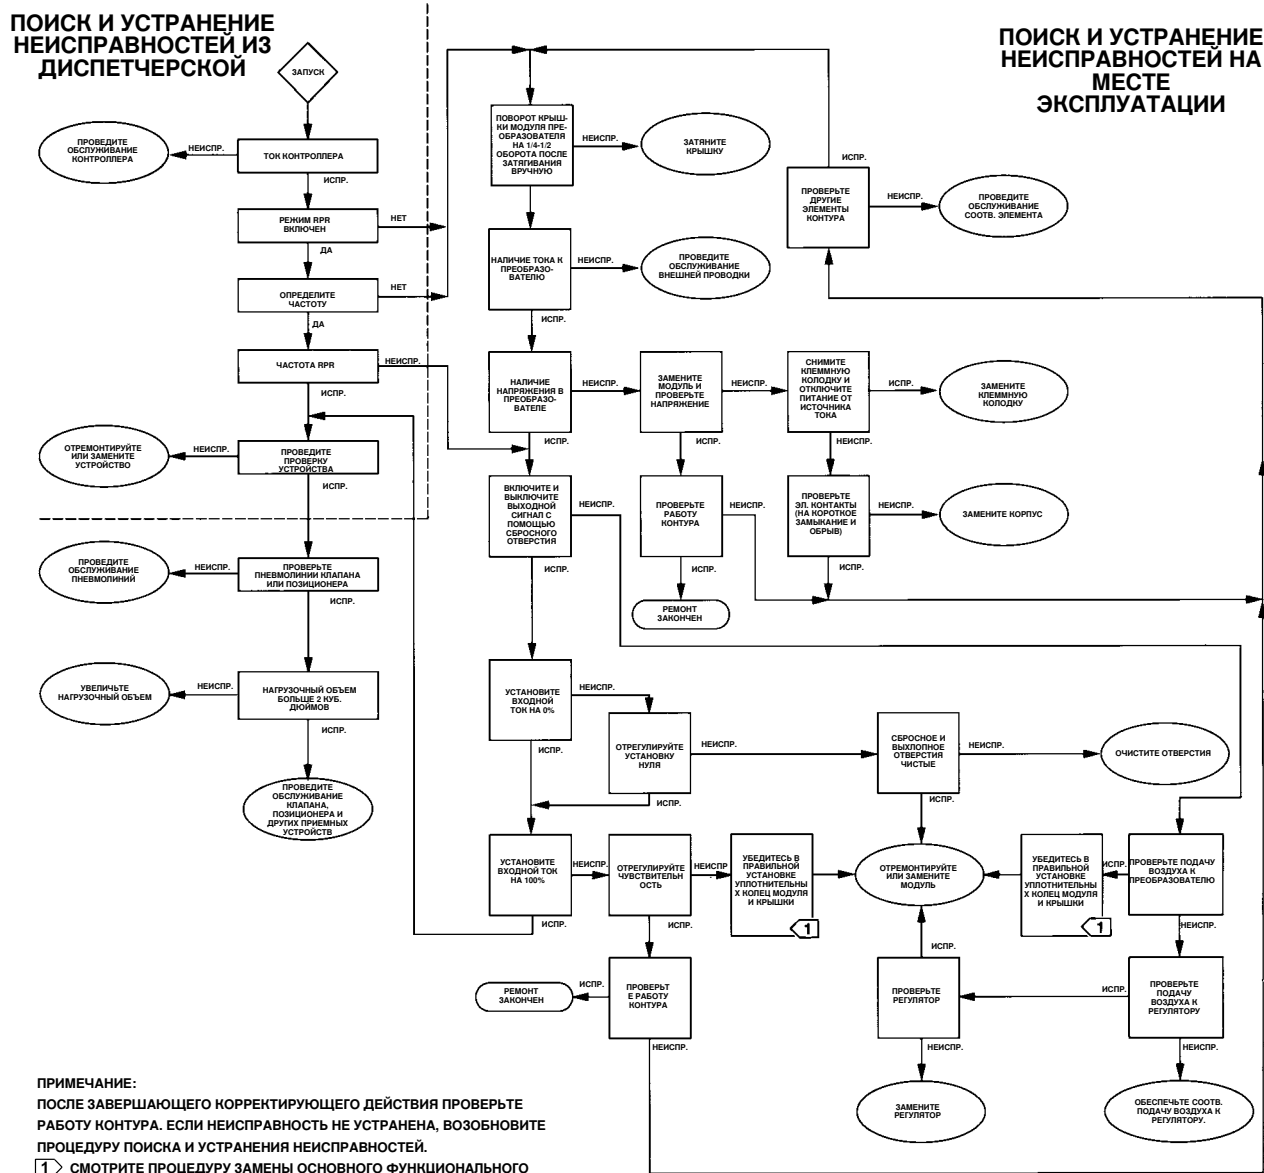 ПОИСК И УСТРАНЕНИЕ
НЕИСПРАВНОСТЕЙ ИЗ
ДИСПЕТЧЕРСКОЙ
ПОИСК И УСТРАНЕНИЕ
НЕИСПРАВНОСТЕЙ НА
МЕСТЕ
ЭКСПЛУАТАЦИИ
ЗАПУСК
ПРОВЕДИТЕ
ОБСЛУЖИВАНИЕ
КОНТРОЛЛЕРА
НЕИСПР.
ТОК КОНТРОЛЛЕРА
ИСПР.
РЕЖИМ RPR
ВКЛЮЧЕН
НЕТ
ДА
ОПРЕДЕЛИТЕ
ЧАСТОТУ
НЕТ
ДА
ЧАСТОТА RPR
НЕИСПР.
ИСПР.
ОТРЕМОНТИРУЙТЕ
ИЛИ ЗАМЕНИТЕ
УСТРОЙСТВО
НЕИСПР.
ПРОВЕДИТЕ
ПРОВЕРКУ
УСТРОЙСТВА
ИСПР.
ПРОВЕДИТЕ
ОБСЛУЖИВАНИЕ
ПНЕВМОЛИНИЙ
НЕИСПР.
ПРОВЕРЬТЕ
ПНЕВМОЛИНИИ КЛАПАНА
ИЛИ ПОЗИЦИОНЕРА
ИСПР.
УВЕЛИЧЬТЕ
НАГРУЗОЧНЫЙ ОБЪЕМ
НЕИСПР.
НАГРУЗОЧНЫЙ ОБЪЕМ
БОЛЬШЕ 2 КУБ.
ДЮЙМОВ
ИСПР.
ПРОВЕДИТЕ
ОБСЛУЖИВАНИЕ
КЛАПАНА,
ПОЗИЦИОНЕРА И
ДРУГИХ ПРИЕМНЫХ
УСТРОЙСТВ
ПОВОРОТ КРЫШ-
КИ МОДУЛЯ ПРЕ-
ОБРАЗОВАТЕЛЯ
НА 1/4-1/2
ОБОРОТА ПОСЛЕ
ЗАТЯГИВАНИЯ
ВРУЧНУЮ
НЕИСПР.
ЗАТЯНИТЕ
КРЫШКУ
НАЛИЧИЕ ТОКА К
ПРЕОБРАЗО-
ВАТЕЛЮ
НЕИСПР.
ПРОВЕДИТЕ
ОБСЛУЖИВАНИЕ
ВНЕШНЕЙ ПРОВОДКИ
ИСПР.
ИСПР.
ПРОВЕРЬТЕ
ДРУГИЕ
ЭЛЕМЕНТЫ
КОНТУРА
НЕИСПР.
ПРОВЕДИТЕ
ОБСЛУЖИВАНИЕ
СООТВ. ЭЛЕМЕНТА
НАЛИЧИЕ
НАПРЯЖЕНИЯ В
ПРЕОБРАЗО-
ВАТЕЛЕ
НЕИСПР.
ИСПР.
ЗАМЕНИТЕ
МОДУЛЬ И
ПРОВЕРЬТЕ
НАПРЯЖЕНИЕ
НЕИСПР.
ИСПР.
СНИМИТЕ
КЛЕММНУЮ
КОЛОДКУ И
ОТКЛЮЧИТЕ
ПИТАНИЕ ОТ
ИСТОЧНИКА
ТОКА
ИСПР.
НЕИСПР.
ЗАМЕНИТЕ
КЛЕММНУЮ
КОЛОДКУ
ВКЛЮЧИТЕ И
ВЫКЛЮЧИТЕ
ВЫХОДНОЙ
СИГНАЛ С
ПОМОЩЬЮ
СБРОСНОГО
ОТВЕРСТИЯ
НЕИСПР.
ИСПР.
ПРОВЕРЬТЕ
РАБОТУ
КОНТУРА
НЕИСПР.
ИСПР.
РЕМОНТ
ЗАКОНЧЕН
ПРОВЕРЬТЕ
ЭЛ. КОНТАКТЫ
(НА КОРОТКОЕ
ЗАМЫКАНИЕ И
ОБРЫВ)
НЕИСПР.
ИСПР.
ЗАМЕНИТЕ КОРПУС
УСТАНОВИТЕ
ВХОДНОЙ
ТОК НА 0%
НЕИСПР.
ИСПР.
ОТРЕГУЛИРУЙТЕ
УСТАНОВКУ
НУЛЯ
НЕИСПР.
ИСПР.
СБРОСНОЕ И
ВЫХЛОПНОЕ
ОТВЕРСТИЯ
ЧИСТЫЕ
НЕИСПР.
ИСПР.
ОЧИСТИТЕ ОТВЕРСТИЯ
УСТАНОВИТЕ
ВХОДНОЙ ТОК
НА 100%
НЕИСПР.
ИСПР.
ОТРЕГУЛИРУЙТЕ
ЧУВСТВИТЕЛЬН
ОСТЬ
НЕИСПР
ИСПР.
УБЕДИТЕСЬ В
ПРАВИЛЬНОЙ
УСТАНОВКЕ
УПЛОТНИТЕЛЬНЫ
Х КОЛЕЦ МОДУЛЯ
И КРЫШКИ
1
ОТРЕМОНТИРУЙТЕ
ИЛИ ЗАМЕНИТЕ
МОДУЛЬ
УБЕДИТЕСЬ В
ПРАВИЛЬНОЙ
УСТАНОВКЕ
УПЛОТНИТЕЛЬНЫ
Х КОЛЕЦ МОДУЛЯ
И КРЫШКИ
1
ИСПР.
ПРОВЕРЬТЕ ПОДАЧУ
ВОЗДУХА К
ПРЕОБРАЗОВАТЕЛЮ
НЕИСПР.
РЕМОНТ
ЗАКОНЧЕН
ИСПР.
ПРОВЕРЬТ
Е РАБОТУ
КОНТУРА
НЕИСПР.
ИСПР.
ПРОВЕРЬТЕ
РЕГУЛЯТОР
НЕИСПР.
ИСПР.
ПРОВЕРЬТЕ
ПОДАЧУ
ВОЗДУХА К
РЕГУЛЯТОРУ
НЕИСПР.
ЗАМЕНИТЕ
РЕГУЛЯТОР
ОБЕСПЕЧЬТЕ СООТВ.
ПОДАЧУ ВОЗДУХА К
РЕГУЛЯТОРУ.
ПРИМЕЧАНИЕ:
ПОСЛЕ ЗАВЕРШАЮЩЕГО КОРРЕКТИРУЮЩЕГО ДЕЙСТВИЯ ПРОВЕРЬТЕ
РАБОТУ КОНТУРА. ЕСЛИ НЕИСПРАВНОСТЬ НЕ УСТРАНЕНА, ВОЗОБНОВИТЕ
ПРОЦЕДУРУ ПОИСКА И УСТРАНЕНИЯ НЕИСПРАВНОСТЕЙ.
1 СМОТРИТЕ ПРОЦЕДУРУ ЗАМЕНЫ ОСНОВНОГО ФУНКЦИОНАЛЬНОГО